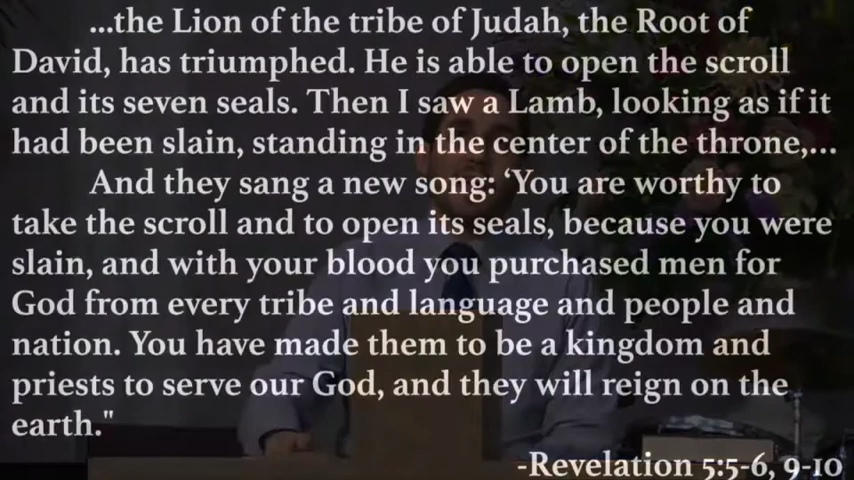 ...the Lion of the tribe of Judah, the Root of
David, has triumphed. He is able to open the scroll
and its seven seals. Then I saw a Lamb, looking as if it
had been slain, standing in the center of the throne,...
And they sang a new song: ‘You are worthy to
take the scroll and to open its seals, because you were
slain, and with your blood you purchased men for
God from every tribe and language and people and
nation. You have made them to be a kingdom and
priests to serve our God, and they will reign on the
earth."
-Revelation 5:5-6, 9-10